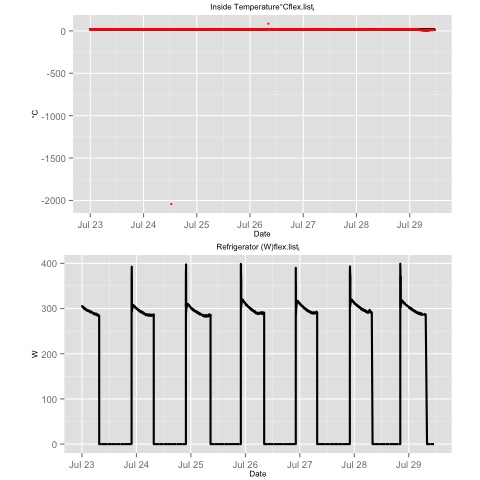 Inside Temperature°Cflex.list,
0
-500
-1000
-1500
-2000
°C
Jul 23 Jul 24 Jul 25 Jul 26 Jul 27 Jul 28 Jul 29
Date
Refrigerator (W)flex.list,
400
300
200
100
0
W
Jul 23 Jul 24 Jul 25 Jul 26 Jul 27 Jul 28 Jul 29
Date